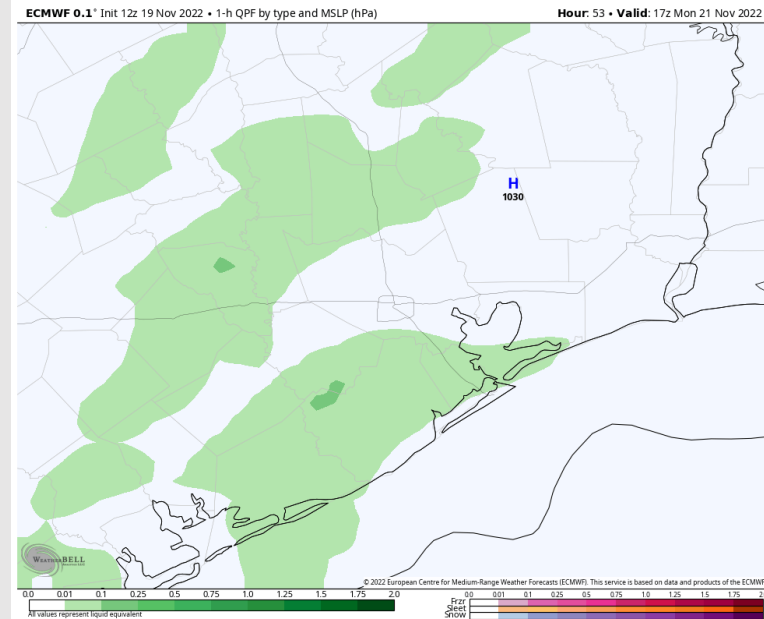 ECMWF 0.1° Init 12z 19 Nov 2022 • 1-h QPF by type and MSLP (hPa) Hour: 53 • Valid: 17z Mon 21 Nov 2022
H
1030
WEATHERBELL
© 2022 European Centre for Medium-Range Weather Forecasts (ECMWF). This service is based on data and products of the ECMWF
0.0 0.01 0.1 0.25 0.5 0.75 1.0 1.25 1.5 1.75 2.0
0.0 0.01 0.1 0.25 0.5 0.75 1.0 1.25 1.5 1.75
Frzr
Sleet
Snow
All values represent liquid equivalent